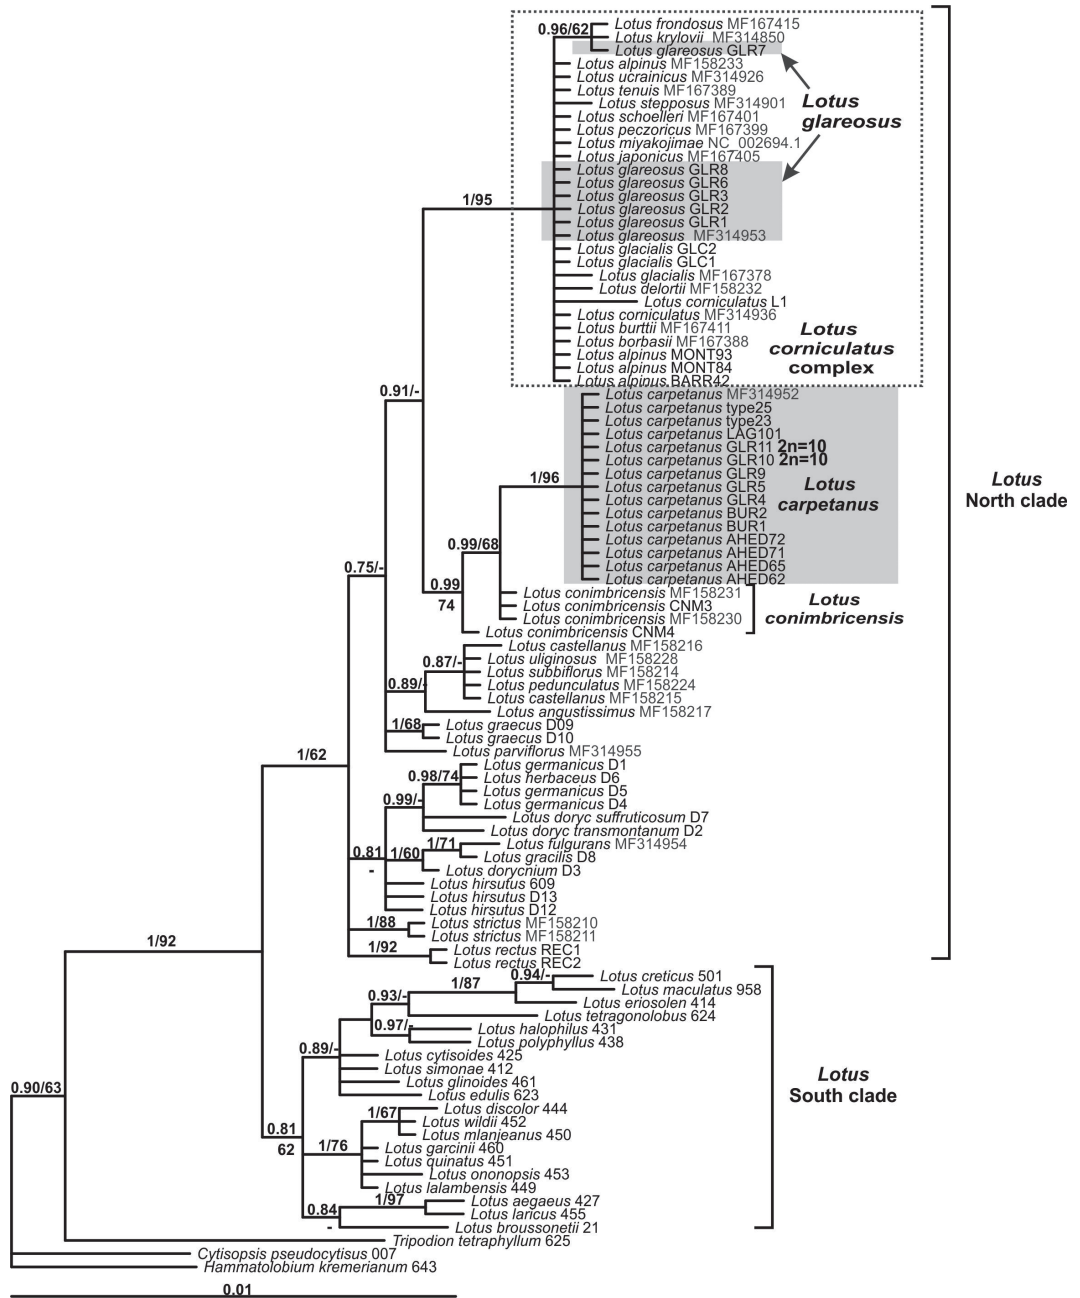 0.96/62
Lotus frondosus MF167415
Lotus krylovii MF314850
Lotus glareosus GLR7
Lotus alpinus MF158233
Lotus ucrainicus MF314926
Lotus tenuis MF167389
Lotus stepposus MF314901
Lotus schoelleri MF167401
Lotus peczoricus MF167399
Lotus miyakojimae NC_002694.1
Lotus japonicus MF167405
Lotus glareosus GLR8
Lotus glareosus GLR6
Lotus glareosus GLR3
Lotus glareosus GLR2
Lotus glareosus GLR1
Lotus glareosus MF314953
Lotus glacialis GLC2
Lotus glacialis GLC1
Lotus glacialis MF167378
Lotus delortii MF158232
Lotus corniculatus L1
Lotus corniculatus MF314936
Lotus burttii MF167411
Lotus borbasii MF167388
Lotus alpinus MONT93
Lotus alpinus MONT84
Lotus alpinus BARR42
Lotus
glareosus
1/95
Lotus
corniculatus
complex
0.91/-
Lotus carpetanus MF314952
Lotus carpetanus type25
Lotus carpetanus type23
Lotus carpetanus LAG101
Lotus carpetanus GLR11 2n=10
Lotus carpetanus GLR10 2n=10
Lotus carpetanus GLR9
Lotus carpetanus GLR5
Lotus carpetanus GLR4
Lotus carpetanus BUR2
Lotus carpetanus BUR1
Lotus carpetanus AHED72
Lotus carpetanus AHED71
Lotus carpetanus AHED65
Lotus carpetanus AHED62
1/96
Lotus
carpetanus
Lotus
North clade
0.99/68
0.75/-
0.99
74
Lotus conimbricensis MF158231
Lotus conimbricensis CNM3
Lotus conimbricensis MF158230
Lotus conimbricensis CNM4
Lotus
conimbricensis
Lotus castellanus MF158216
Lotus uliginosus MF158228
Lotus subbiflorus MF158214
Lotus pedunculatus MF158224
Lotus castellanus MF158215
Lotus angustissimus MF158217
0.87/-
0.89/-
1/68
Lotus graecus D09
Lotus graecus D10
Lotus parviflorus MF314955
1/62
Lotus germanicus D1
Lotus herbaceus D6
Lotus germanicus D5
Lotus germanicus D4
Lotus doryc suffruticosum D7
Lotus doryc transmontanum D2
0.98/74
0.99/-
1/71
Lotus fulgurans MF314954
Lotus gracilis D8
Lotus dorycnium D3
0.81
-
1/60
Lotus hirsutus 609
Lotus hirsutus D13
Lotus hirsutus D12
1/88
Lotus strictus MF158210
Lotus strictus MF158211
1/92
Lotus rectus REC1
Lotus rectus REC2
1/92
0.94/-
Lotus creticus 501
Lotus maculatus 958
Lotus eriosolen 414
Lotus tetragonolobus 624
1/87
0.93/-
0.97/-
Lotus halophilus 431
Lotus polyphyllus 438
0.89/-
Lotus cytisoides 425
Lotus simonae 412
Lotus glinoides 461
Lotus edulis 623
Lotus
South clade
0.90/63
1/67
Lotus discolor 444
Lotus wildii 452
Lotus mlanjeanus 450
0.81
62
1/76
Lotus garcinii 460
Lotus quinatus 451
Lotus ononopsis 453
Lotus lalambensis 449
1/97
Lotus aegaeus 427
Lotus laricus 455
0.84
-
Lotus broussonetii 21
Tripodion tetraphyllum 625
Cytisopsis pseudocytisus 007
Hammatolobium kremerianum 643
0.01